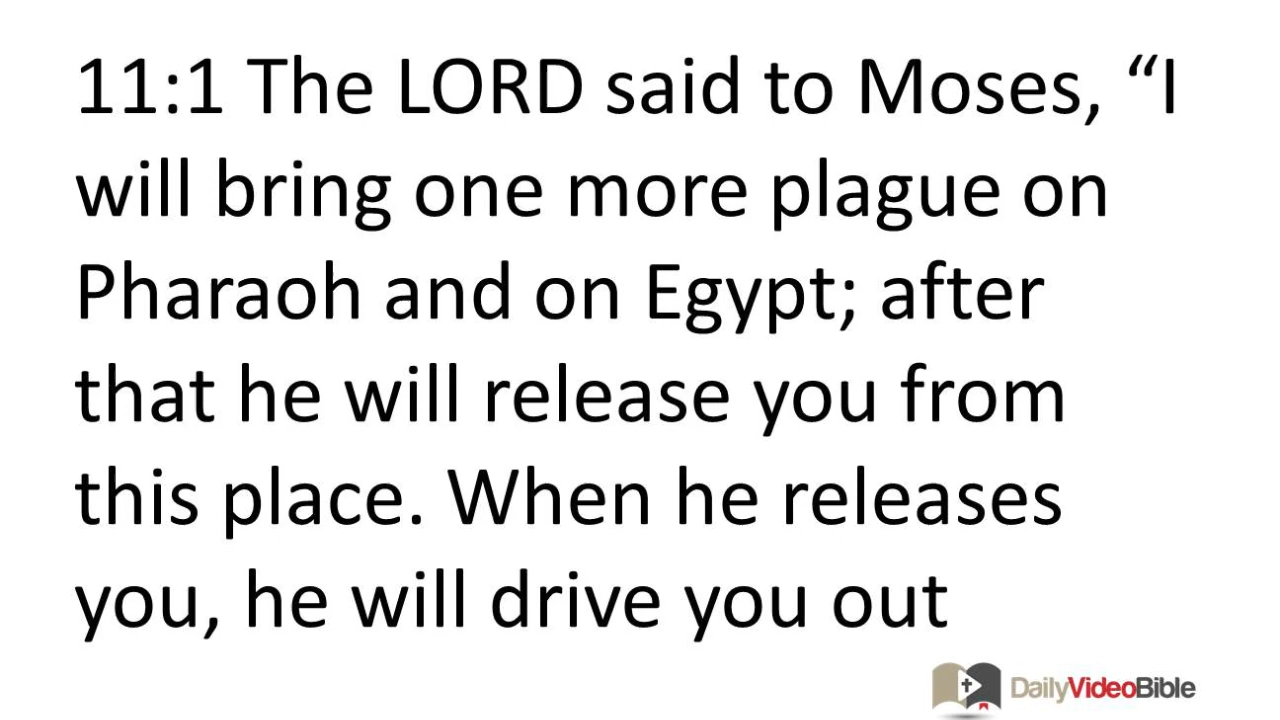 11:1 The LORD said to Moses, “I
will bring one more plague on
Pharaoh and on Egypt; after
that he will release you from
this place. When he releases
you, he will drive you out
DailyVideoBible